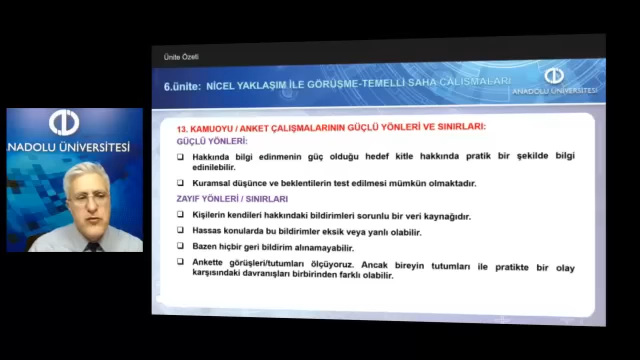 Ünite Özeti
6.ünite: NİCEL YAKLAŞIM İLE GÖRÜŞME-TEMELLİ SAHA ÇALIŞMALARI
ANADOLU ÜNİVERSİTESİ
ANADOLU ÜNİVERSİTESİ
13. KAMUOYU / ANKET ÇALIŞMALARININ GÜÇLÜ YÖNLERİ VE SINIRLARI:
GÜÇLÜ YÖNLERİ:
Hakkında bilgi edinmenin güç olduğu hedef kitle hakkında pratik bir şekilde bilgi
edinilebilir.
Kuramsal düşünce ve beklentilerin test edilmesi mümkün olmaktadır.
ZAYIF YÖNLERİ / SINIRLARI
Kişilerin kendileri hakkındaki bildirimleri sorunlu bir veri kaynağıdır.
Hassas konularda bu bildirimler eksik veya yanlı olabilir.
Bazen hiçbir geri bildirim alınamayabilir.
Ankette görüşleri/tutumları ölçüyoruz. Ancak bireyin tutumları ile pratikte bir olay
karşısındaki davranışları birbirinden farklı olabilir.